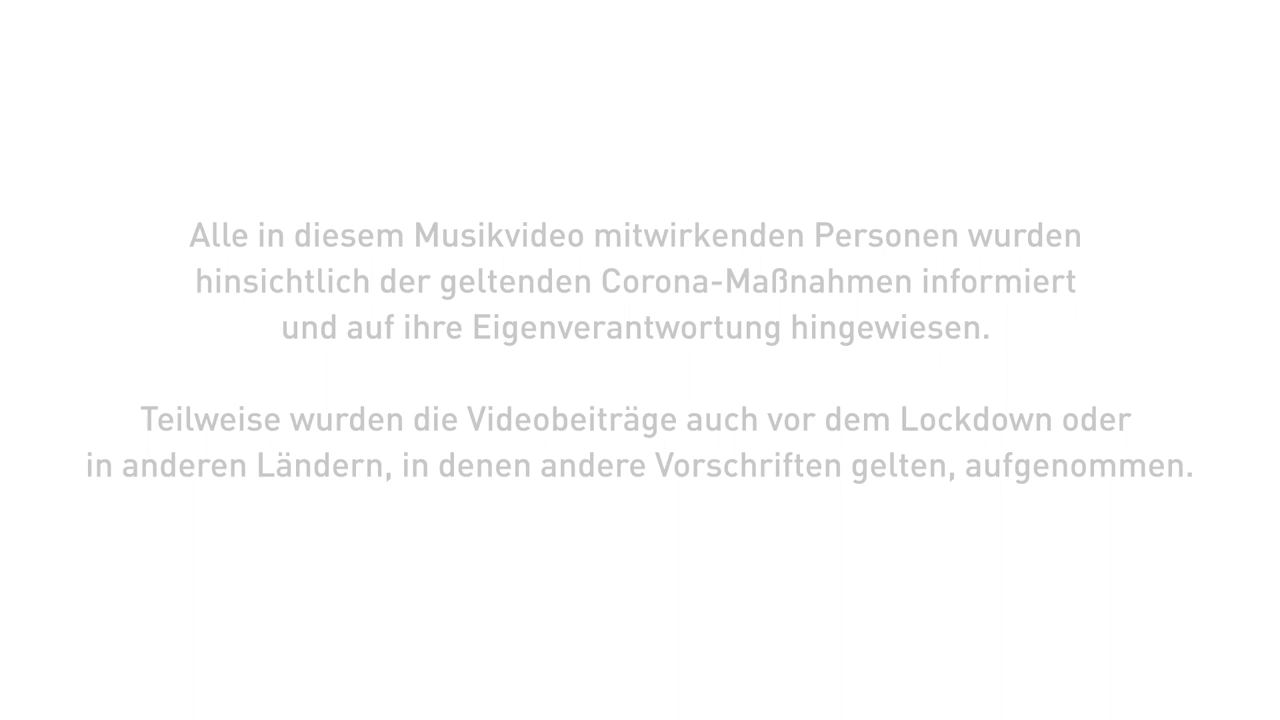 Alle in diesem Musikvideo mitwirkenden Personen wurden
hinsichtlich der geltenden Corona-Maßnahmen informiert
und auf ihre Eigenverantwortung hingewiesen.
Teilweise wurden die Videobeiträge auch vor dem Lockdown oder
in anderen Ländern, in denen andere Vorschriften gelten, aufgenommen.